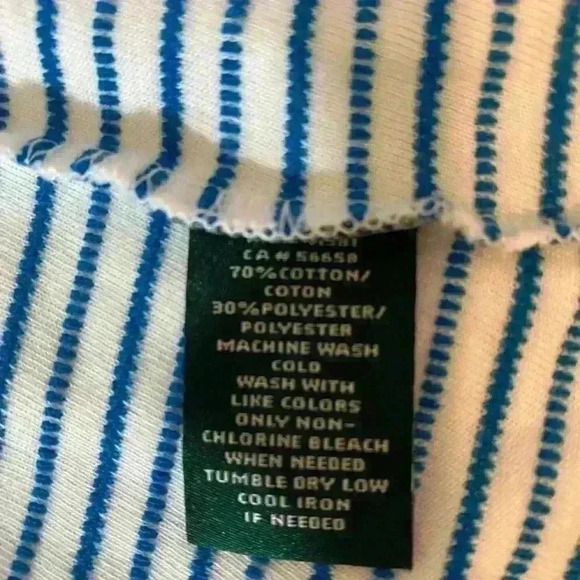 CA # 56658
70% COTTON/
COTON
30% POLYESTER/
POLYESTER
MACHINE WASH
COLD
WASH WITH
LIKE COLORS
ONLY NON-
CHLORINE BLEACH
WHEN NEEDED
TUMBLE DRY LOW
COOL IRON
IF NEEDED